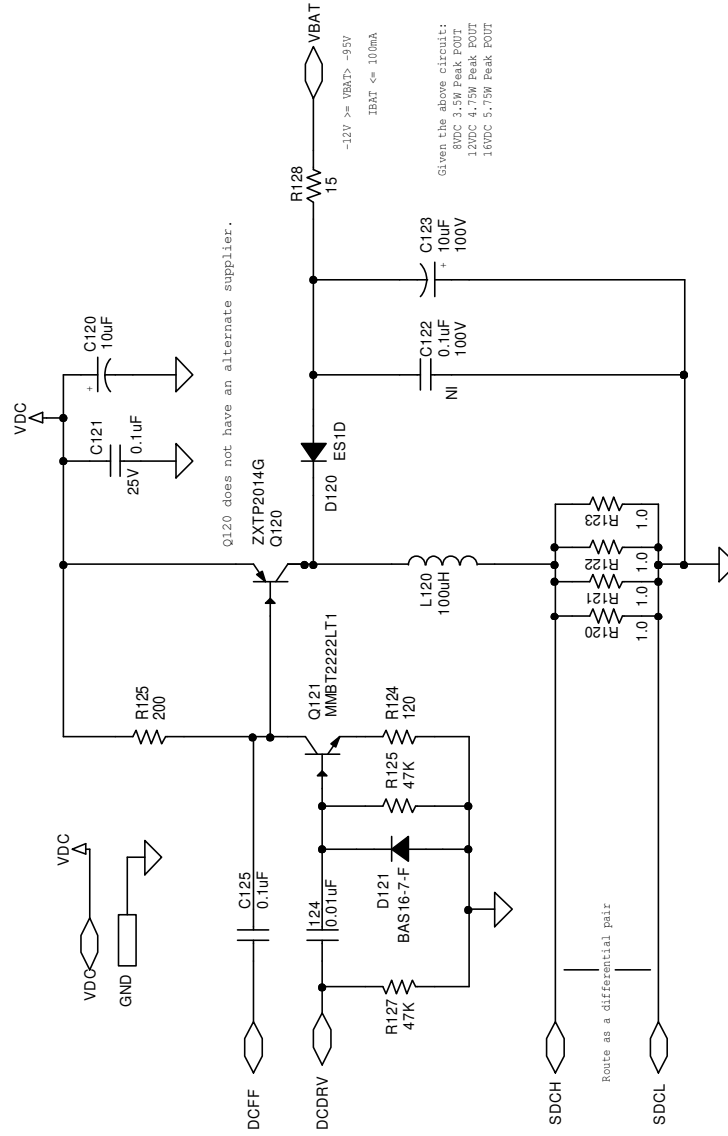 VDC
VDC
GND
VDC
C121
0.1uF
25V
C120
10uF
R125
200
C125
0.1uF
DCFF
124
0.01uF
DCDRV
R127
47K
D121
BAS16-7-F
R125
47K
R124
120
Q121
MMBT2222LT1
Q120 does not have an alternate supplier.
ZXTP2014G
Q120
D120
ES1D
L120
100uH
C122
0.1uF
100V
NI
C123
10uF
100V
R128
15
VBAT
-12V >= VBAT> -95V
IBAT <= 100mA
Given the above circuit:
8VDC 3.5W Peak POUT
12VDC 4.75W Peak POUT
16VDC 5.75W Peak POUT
R120
1.0
R121
1.0
R122
1.0
R123
1.0
SDCH
Route as a differential pair
SDCL